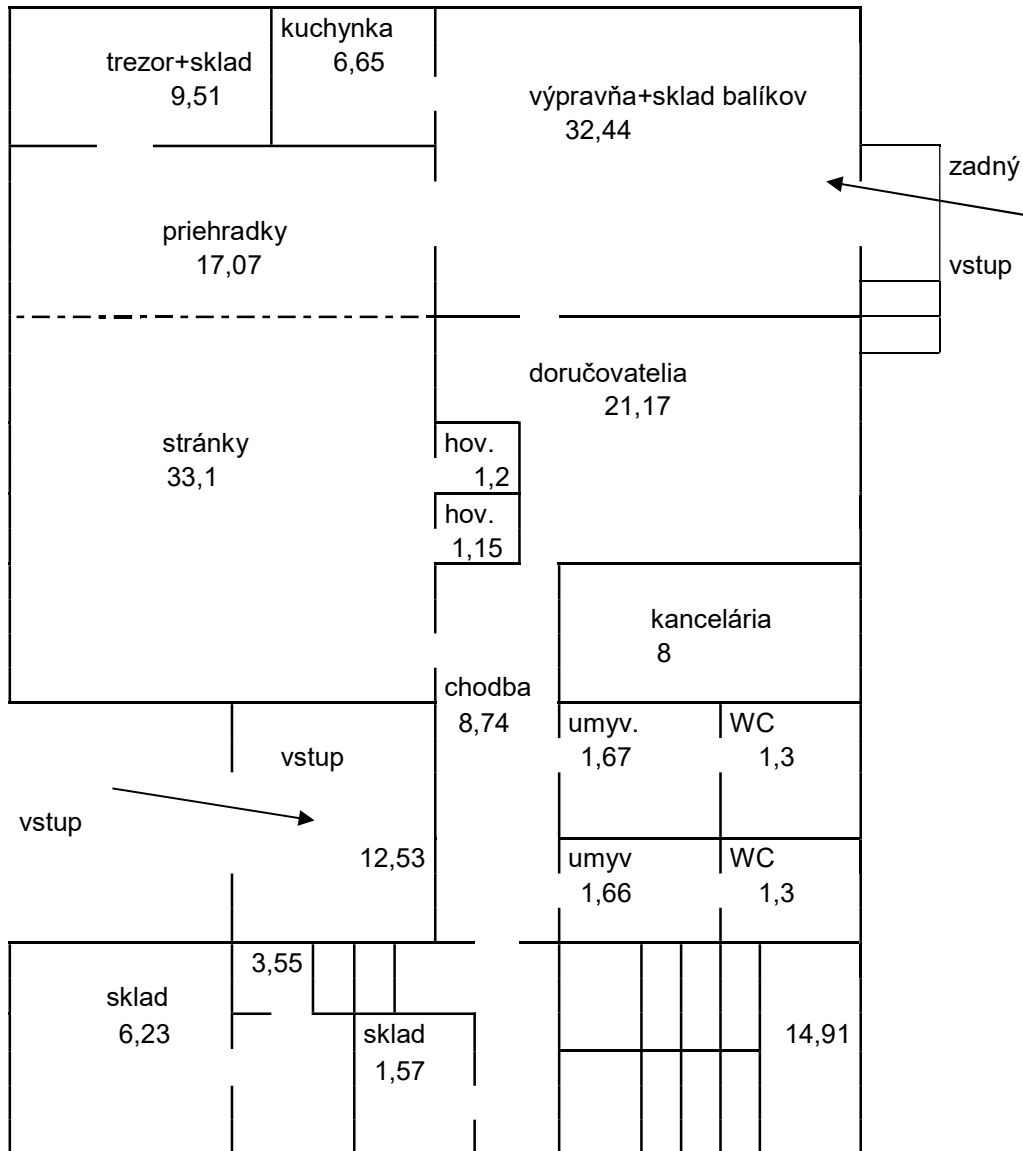 kuchynka
6,65
trezor+sklad
9,51
výpravňa+sklad balíkov
32,44
zadný
vstup
priehradky
17,07
doručovatelia
21,17
stránky
33,1
hov.
1,2
hov.
1,15
kancelária
8
chodba
8,74
umyv.
1,67
WC
1,3
vstup
vstup
12,53
umyv
1,66
WC
1,3
3,55
sklad
6,23
sklad
1,57
14,91